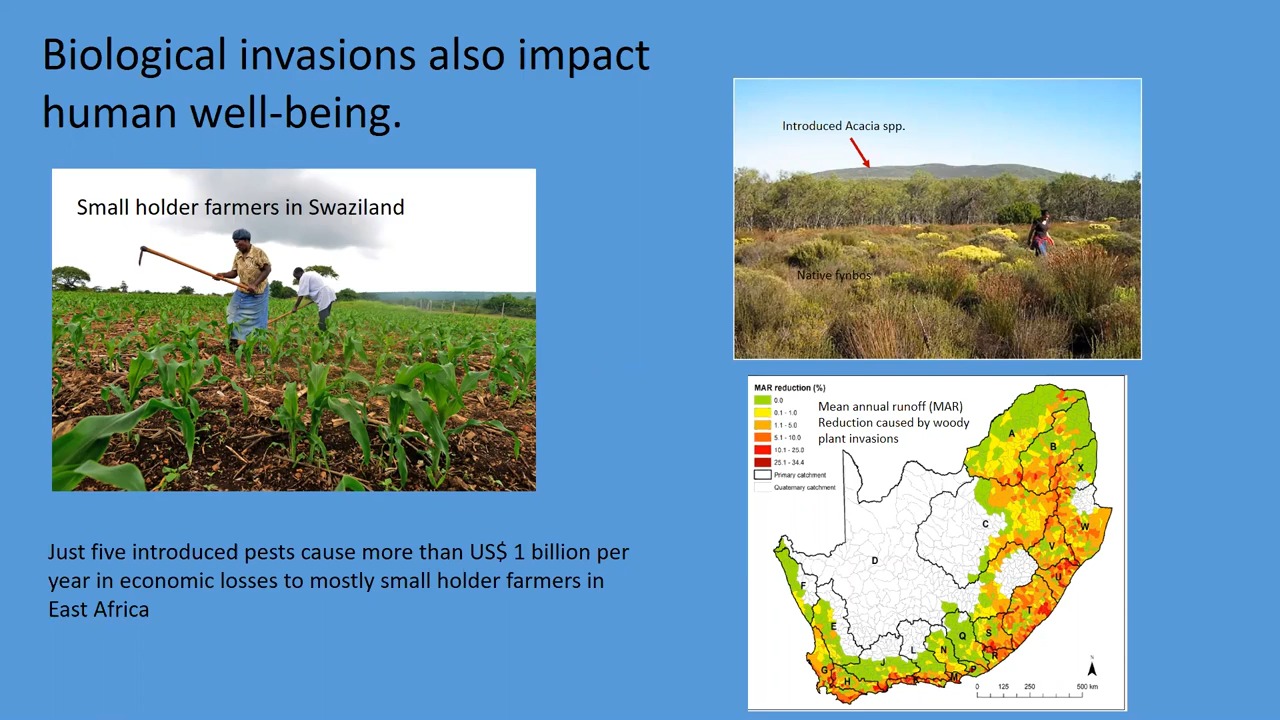 Biological invasions also impact
human well-being.
Small holder farmers in Swaziland
Just five introduced pests cause more than US$ 1 billion per
year in economic losses to mostly small holder farmers in
East Africa
Introduced Acacia spp.
Native fynbos
MAR reduction (%)
0.0
0.1 - 1.0
1.1 - 5.0
5.1 - 10.0
10.1 - 25.0
25.1 - 34.4
Primary catchment
Quaternary catchment
Mean annual runoff (MAR)
Reduction caused by woody
plant invasions
A
B
X
C
W
D
V
U
F
T
E
S
Q
R
L
N
J
P
G
H
K
M
N
0 125 250 500 km